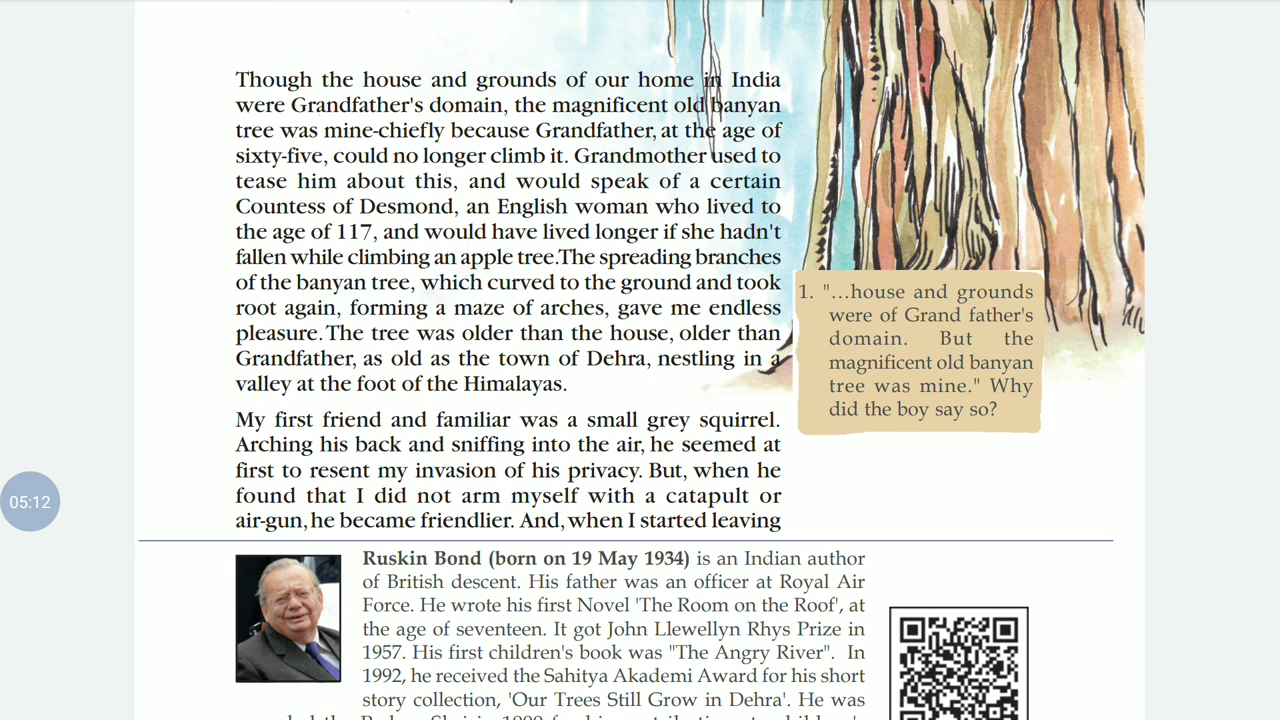 Though the house and grounds of our home in India
were Grandfather's domain, the magnificent old banyan
tree was mine-chiefly because Grandfather, at the age of
sixty-five, could no longer climb it. Grandmother used to
tease him about this, and would speak of a certain
Countess of Desmond, an English woman who lived to
the age of 117, and would have lived longer if she hadn't
fallen while climbing an apple tree.The spreading branches
of the banyan tree, which curved to the ground and took
root again, forming a maze of arches, gave me endless
pleasure. The tree was older than the house, older than
Grandfather, as old as the town of Dehra, nestling in a
valley at the foot of the Himalayas.
1. "...house and grounds
were of Grand father's
domain. But the
magnificent old banyan
tree was mine." Why
did the boy say so?
My first friend and familiar was a small grey squirrel.
Arching his back and sniffing into the air, he seemed at
first to resent my invasion of his privacy. But, when he
found that I did not arm myself with a catapult or
air-gun, he became friendlier. And, when I started leaving
05:12
Ruskin Bond (born on 19 May 1934) is an Indian author
of British descent. His father was an officer at Royal Air
Force. He wrote his first Novel 'The Room on the Roof', at
the age of seventeen. It got John Llewellyn Rhys Prize in
1957. His first children's book was "The Angry River". In
1992, he received the Sahitya Akademi Award for his short
story collection, 'Our Trees Still Grow in Dehra'. He was